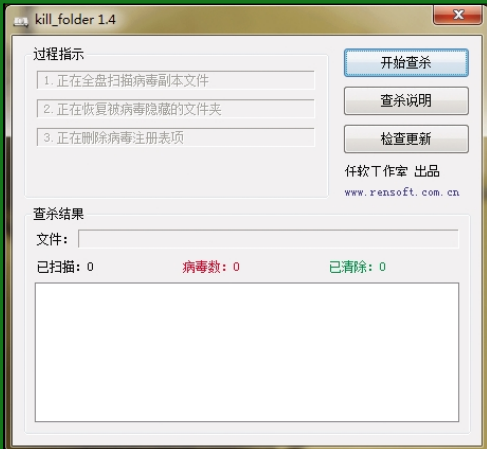 kill_folder 1.4
过程指示
1. 正在全盘扫描病毒副本文件
2. 正在恢复被病毒隐藏的文件夹
3. 正在删除病毒注册表项
开始查杀
查杀说明
检查更新
仟软工作室 出品
www.rensoft.com.cn
查杀结果
文件:
已扫描: 0 病毒数: 0 已清除: 0